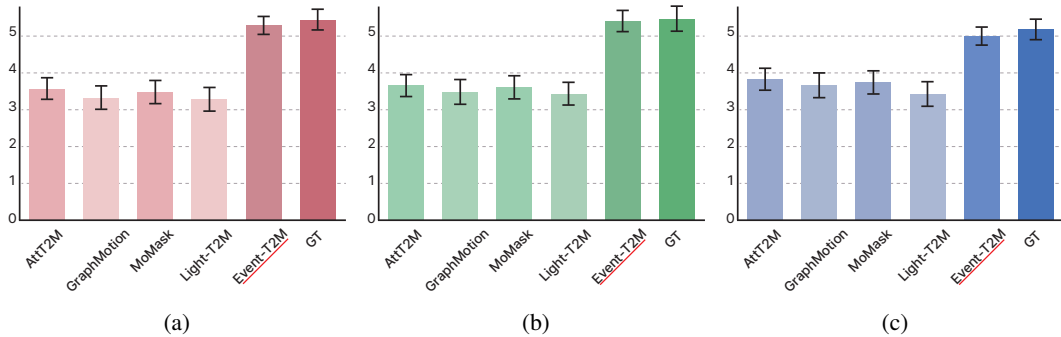 5
4
3
2
1
0
AttT2M
GraphMotion
MoMask
Light-T2M
Event-T2M
GT
(a)
5
4
3
2
1
0
AttT2M
GraphMotion
MoMask
Light-T2M
Event-T2M
GT
(b)
5
4
3
2
1
0
AttT2M
GraphMotion
MoMask
Light-T2M
Event-T2M
GT
(c)